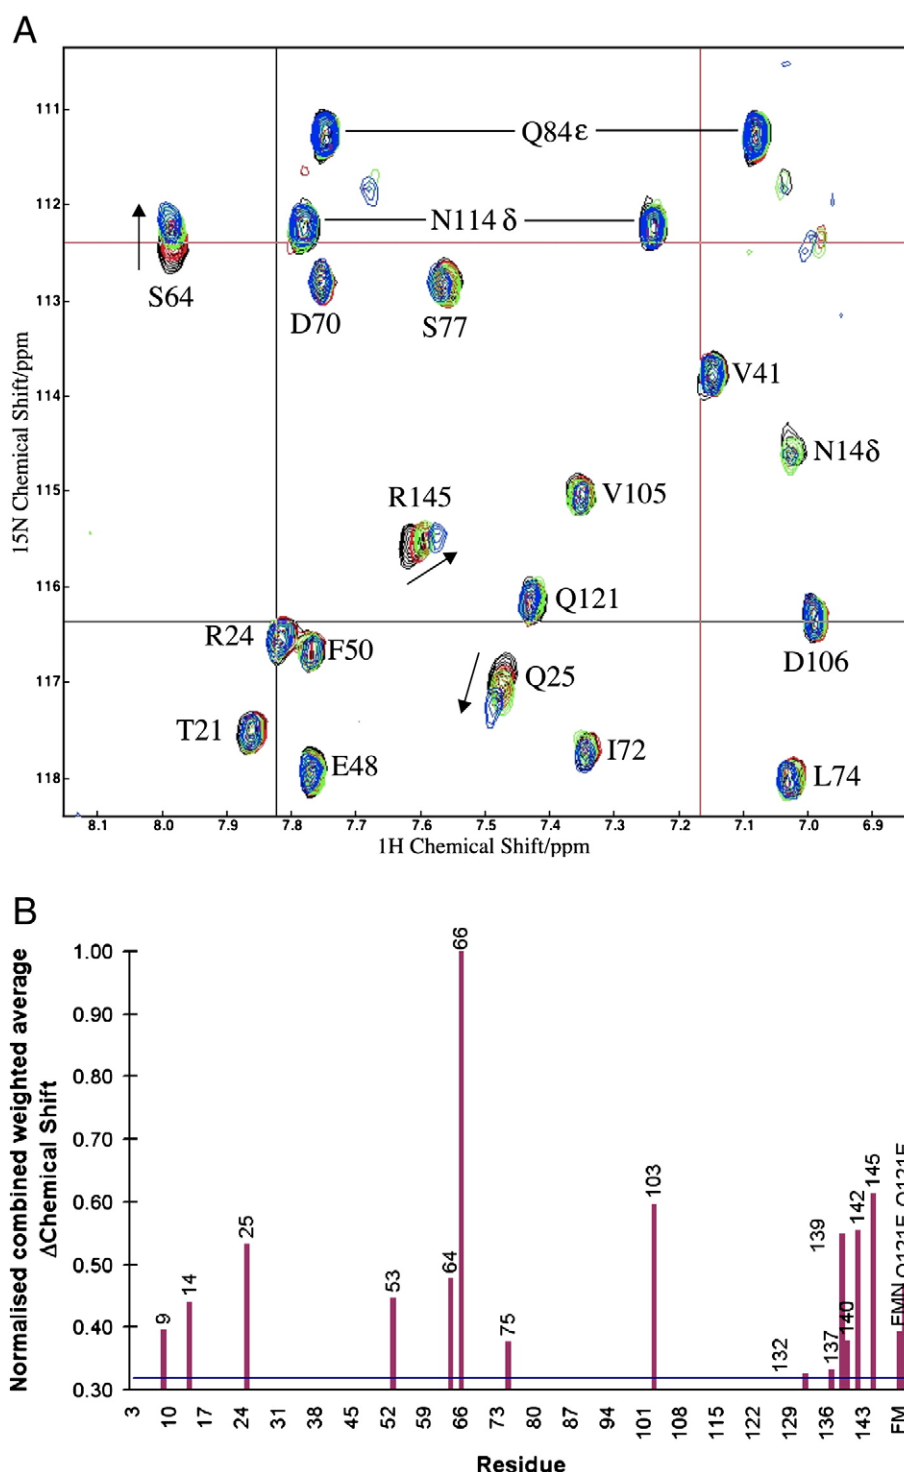 A
111
112
113
114
115
116
117
118
15N Chemical Shift/ppm
Q84ε
N114 δ
S64
D70
S77
V41
N14δ
R145
V105
Q121
R24
F50
D106
Q25
T21
E48
I72
L74
8.1 8.0 7.9 7.8 7.7 7.6 7.5 7.4 7.3 7.2 7.1 7.0 6.9
1H Chemical Shift/ppm
B
Normalised combined weighted average
ΔChemical Shift
1.00
0.90
0.80
0.70
0.60
0.50
0.40
0.30
9
14
25
53
64
66
75
103
132
137
139
140
142
145
3 10 17 24 31 38 45 52 59 66 73 80 87 94 101 108 115 122 129 136 143 FM
Residue